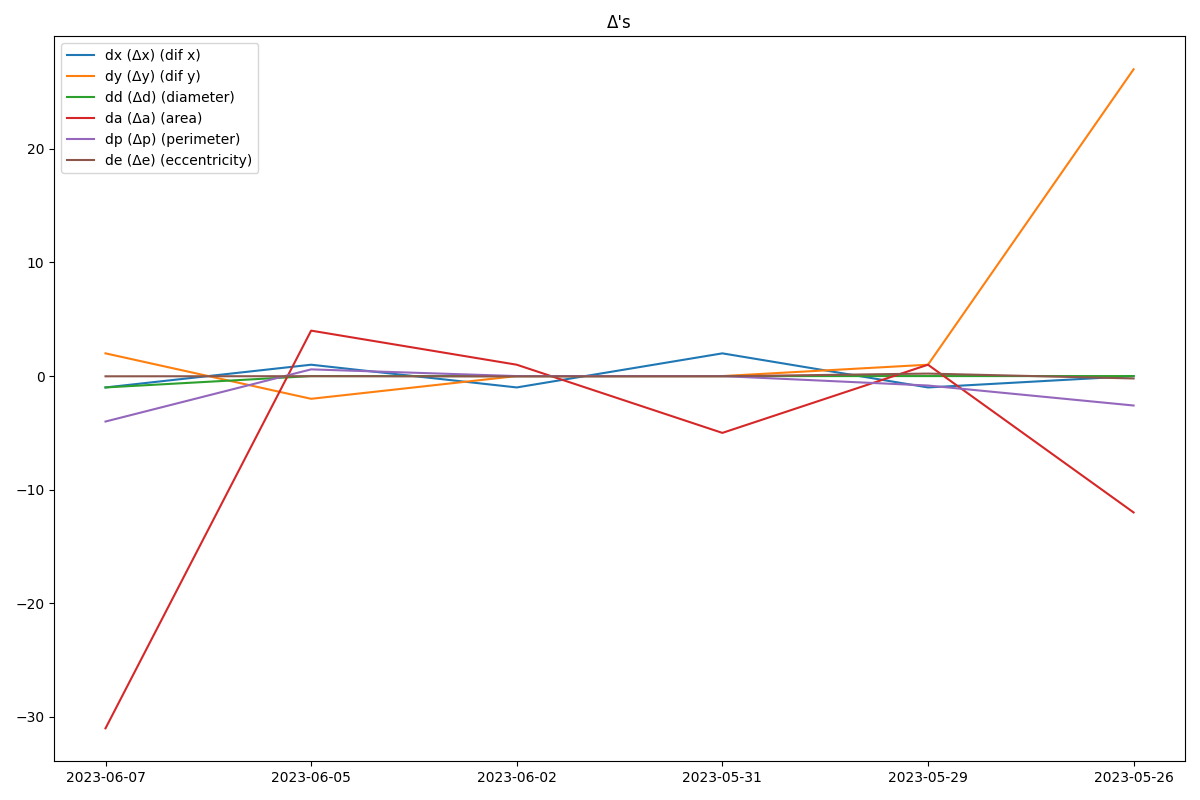 Δ's
dx (Δx) (dif x)
dy (Δy) (dif y)
dd (Δd) (diameter)
da (Δa) (area)
dp (Δp) (perimeter)
de (Δe) (eccentricity)
20
10
0
−10
−20
−30
2023-06-07 2023-06-05 2023-06-02 2023-05-31 2023-05-29 2023-05-26